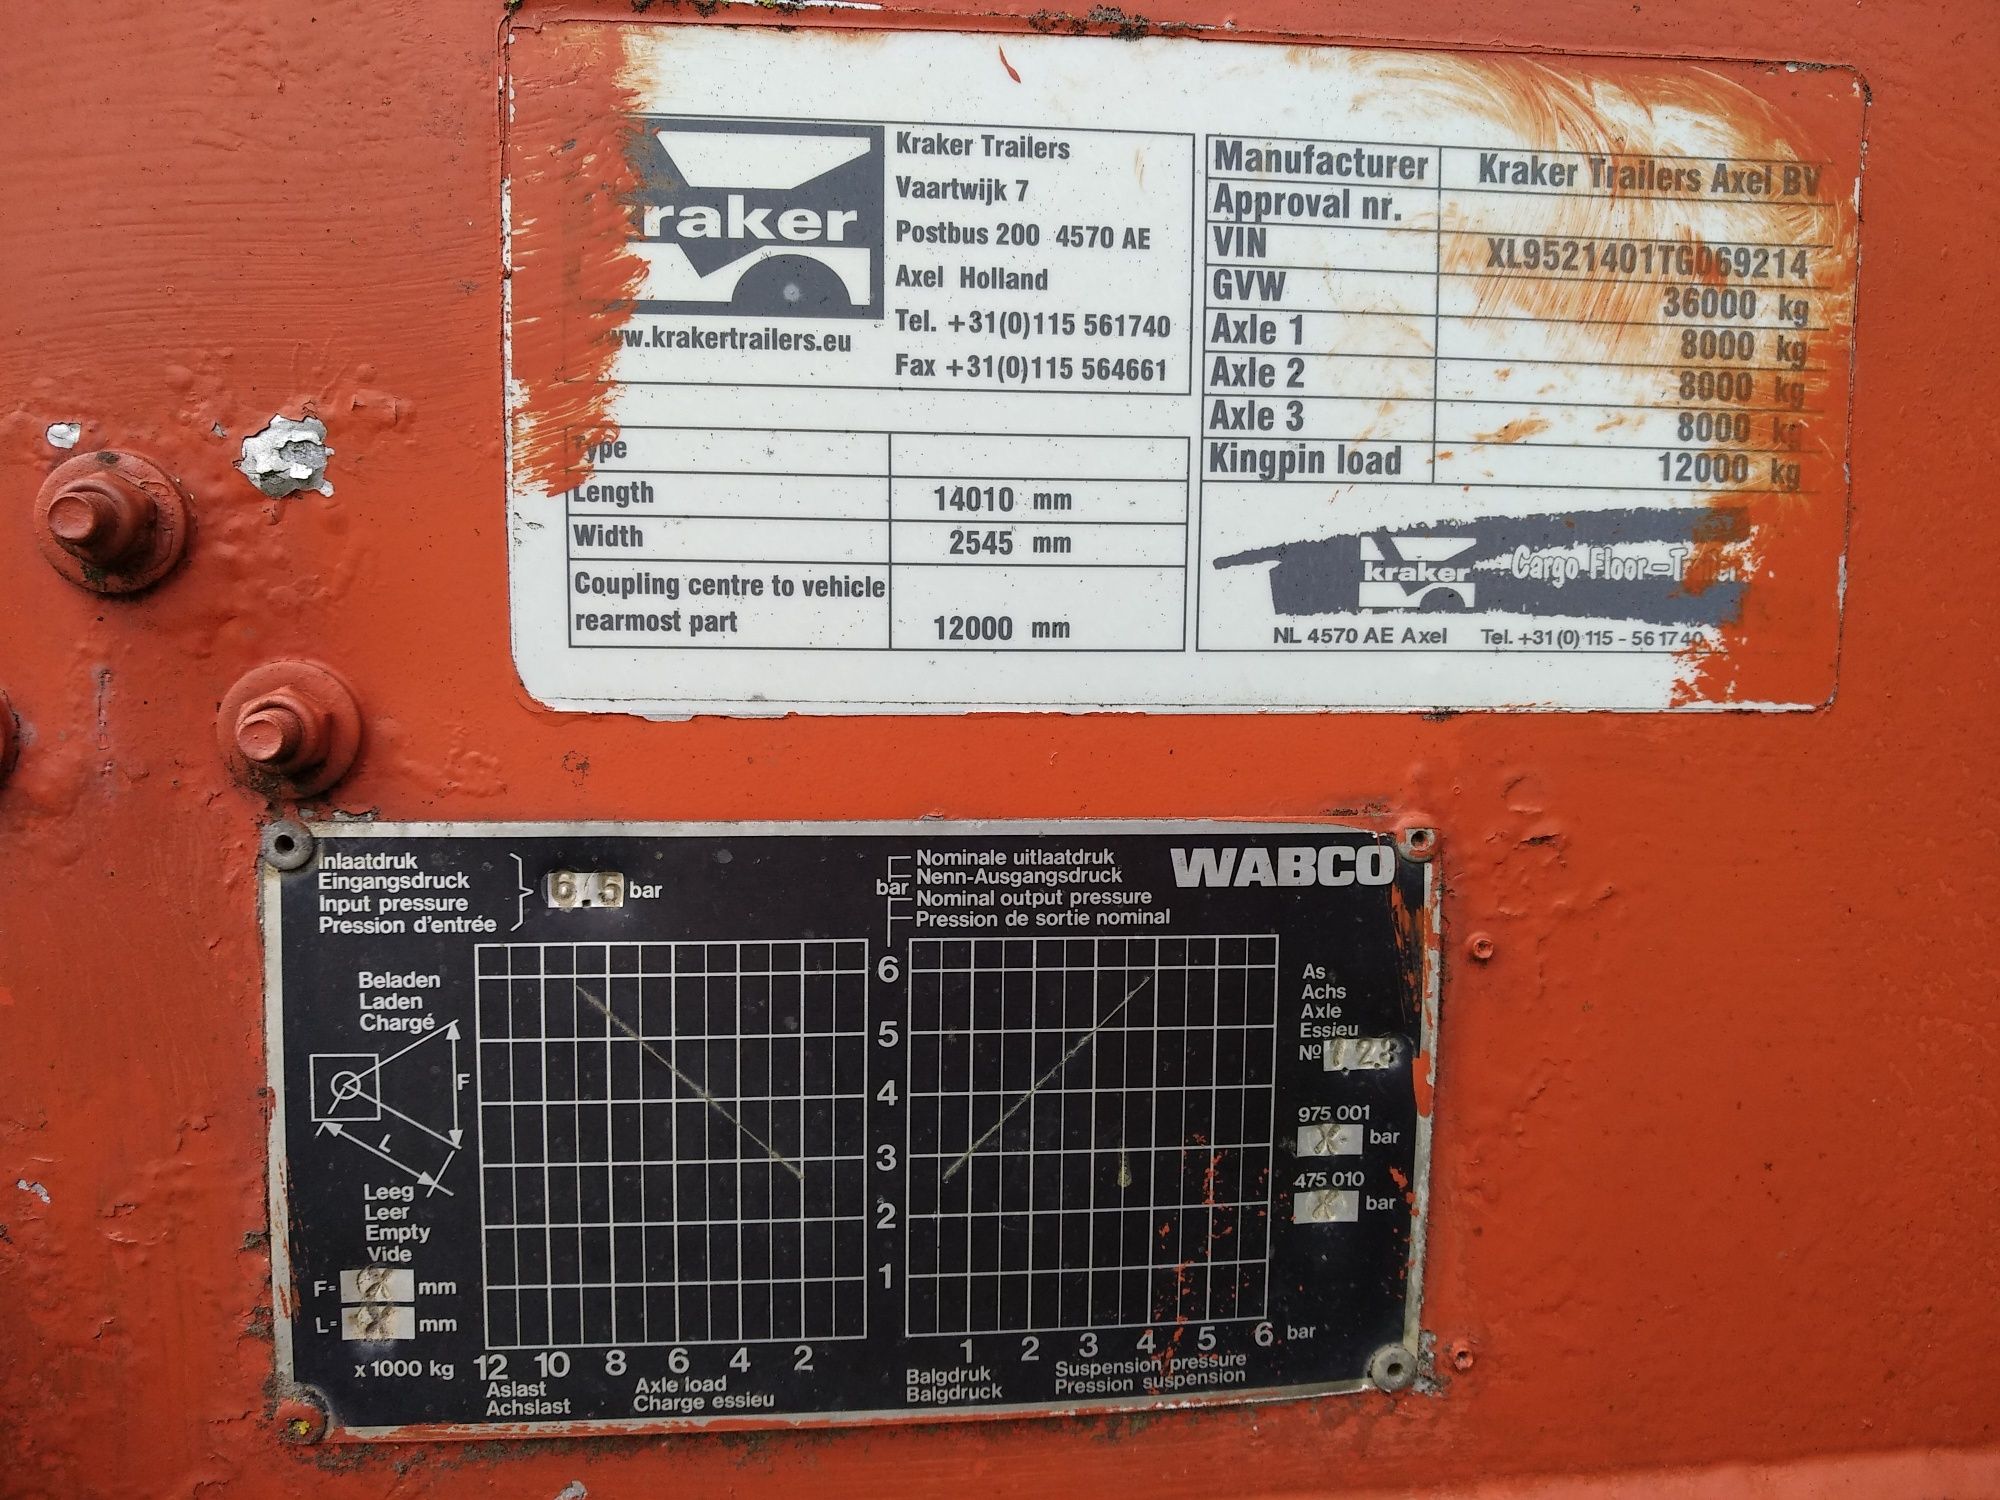 kraker
www.krakertrailers.eu
Kraker Trailers
Vaartwijk 7
Postbus 200 4570 AE
Axel Holland
Tel. +31(0)115 561740
Fax +31(0)115 564661
Type
Length 14010 mm
Width 2545 mm
Coupling centre to vehicle
rearmost part 12000 mm
Manufacturer Kraker Trailers Axel BV
Approval nr.
VIN XL9521401TG069214
GVW 36000 kg
Axle 1 8000 kg
Axle 2 8000 kg
Axle 3 8000 kg
Kingpin load 12000 kg
kraker Cargo Floor-Trailer
NL 4570 AE Axel Tel. +31(0)115-561740
Inlaatdruk
Eingangsdruck
Input pressure
Pression d'entrée
6.5 bar
bar
Nominale uitlaatdruk
Nenn-Ausgangsdruck
Nominal output pressure
Pression de sortie nominal
WABCO
Beladen
Laden
Chargé
F
L
Leeg
Leer
Empty
Vide
F= mm
L= mm
x 1000 kg
12 10 8 6 4 2
Aslast
Achslast
Axle load
Charge essieu
6
5
4
3
2
1
1 2 3 4 5 6 bar
Balgdruk
Balgdruck
Suspension pressure
Pression suspension
As
Achs
Axle
Essieu
Nº 123
975 001
X bar
475 010
X bar